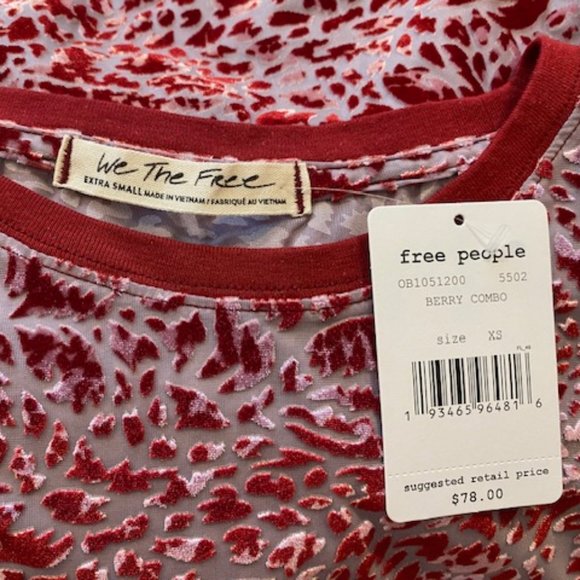 We The Free
EXTRA SMALL MADE IN VIETNAM / FABRIQUÉ AU VIETNAM
free people
OB1051200 5502
BERRY COMBO
size XS
1 93465 96481 6
suggested retail price
$78.00